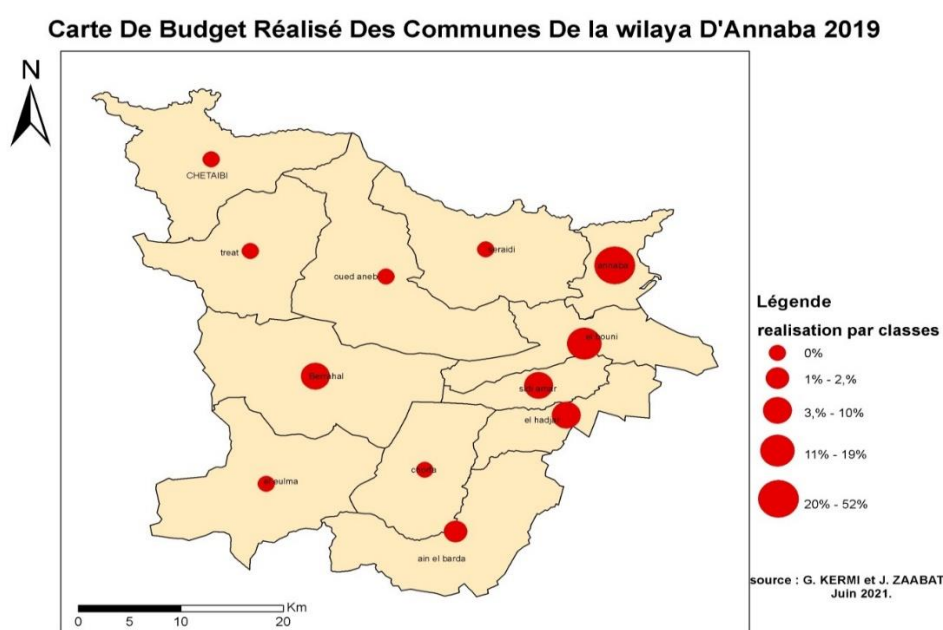 Carte De Budget Réalisé Des Communes De la wilaya D'Annaba 2019
N
CHETAIBI
treat
seraidi
oued aneb
annaba
el bouni
Berrahal
sidi amar
el hadjar
el eulma
cheria
ain el barda
Légende
realisation par classes
0%
1% - 2,%
3,% - 10%
11% - 19%
20% - 52%
source : G. KERMI et J. ZAABAT
Juin 2021.
Km
0 5 10 20